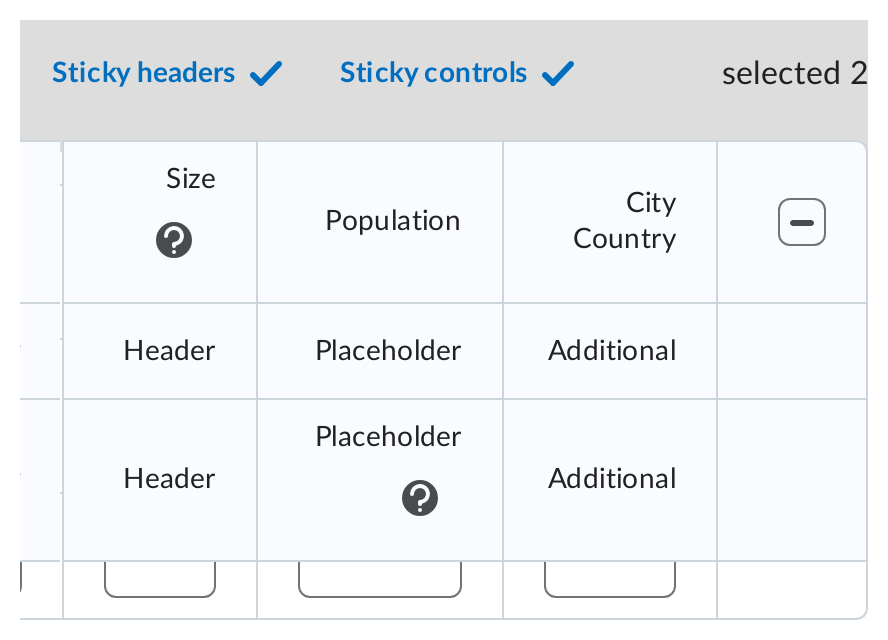 Sticky headers Sticky controls selected 2
Size
Population
City
Country
Header Placeholder Additional
Placeholder
Header
Additional